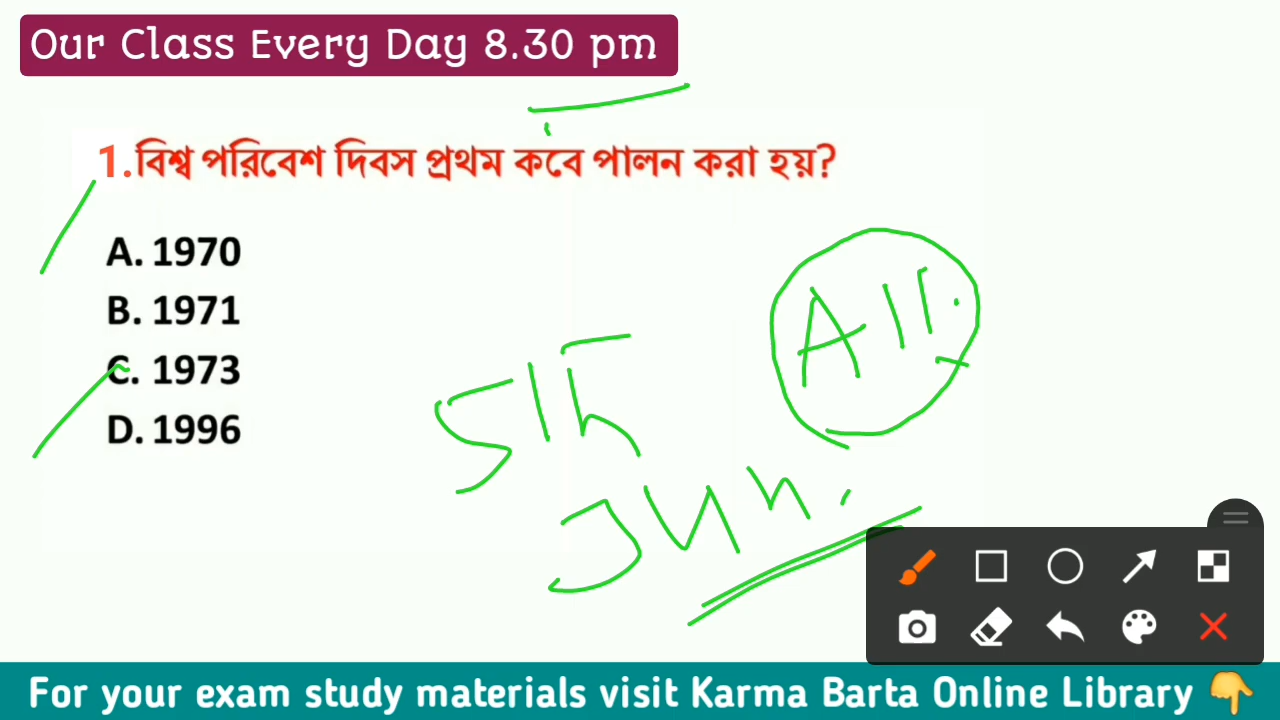 Our Class Every Day 8.30 pm
1.বিশ্ব পরিবেশ দিবস প্রথম কবে পালন করা হয়?
A. 1970
B. 1971
C. 1973
D. 1996
All.
5th
Jun.
For your exam study materials visit Karma Barta Online Library 👇